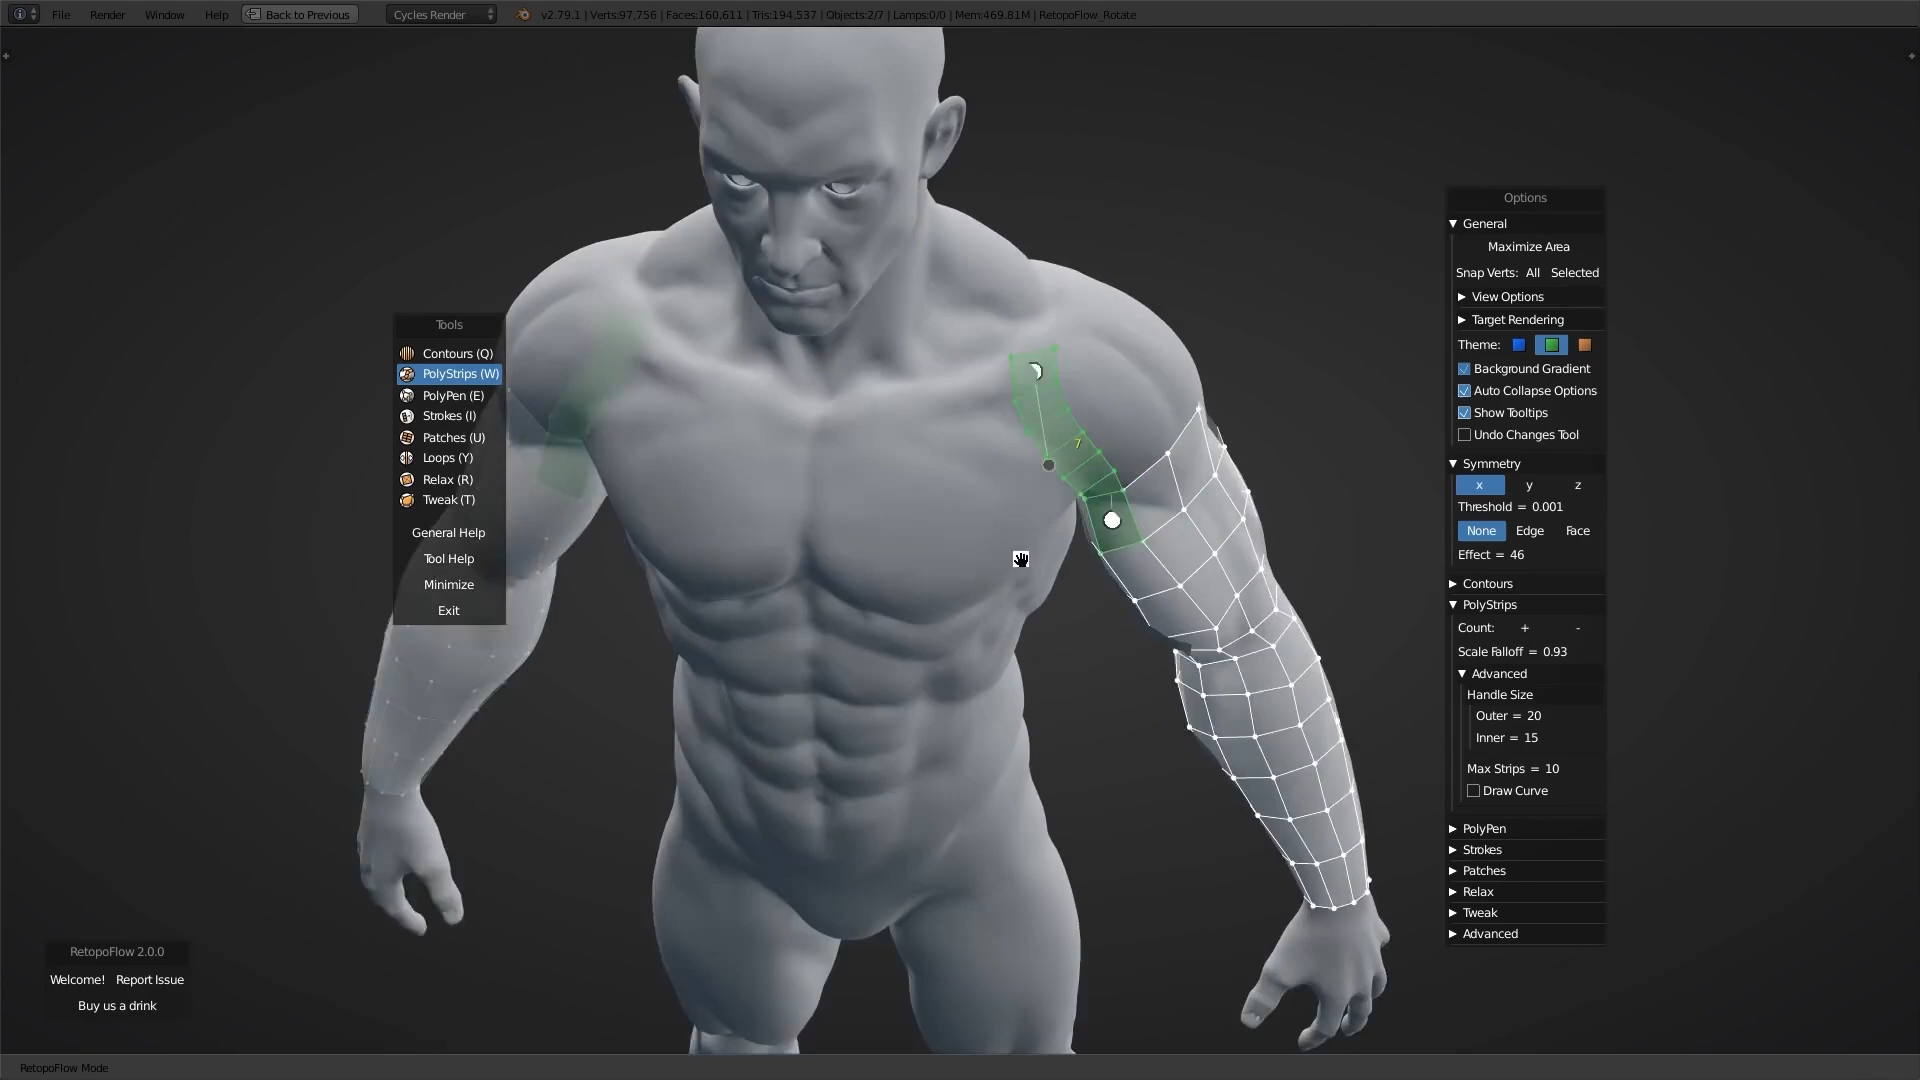 File Render Window Help Back to Previous Cycles Render v2.79.1 | Verts:97,756 | Faces:160,611 | Tris:194,537 | Objects:2/7 | Lamps:0/0 | Mem:469.81M | RetopoFlow_Rotate
Tools
Contours (Q)
PolyStrips (W)
PolyPen (E)
Strokes (I)
Patches (U)
Loops (Y)
Relax (R)
Tweak (T)
General Help
Tool Help
Minimize
Exit
7
Options
General
Maximize Area
Snap Verts: All Selected
View Options
Target Rendering
Theme:
Background Gradient
Auto Collapse Options
Show Tooltips
Undo Changes Tool
Symmetry
x y z
Threshold = 0.001
None Edge Face
Effect = 46
Contours
PolyStrips
Count: + -
Scale Falloff = 0.93
Advanced
Handle Size
Outer = 20
Inner = 15
Max Strips = 10
Draw Curve
PolyPen
Strokes
Patches
Relax
Tweak
Advanced
RetopoFlow 2.0.0
Welcome! Report Issue
Buy us a drink
RetopoFlow Mode